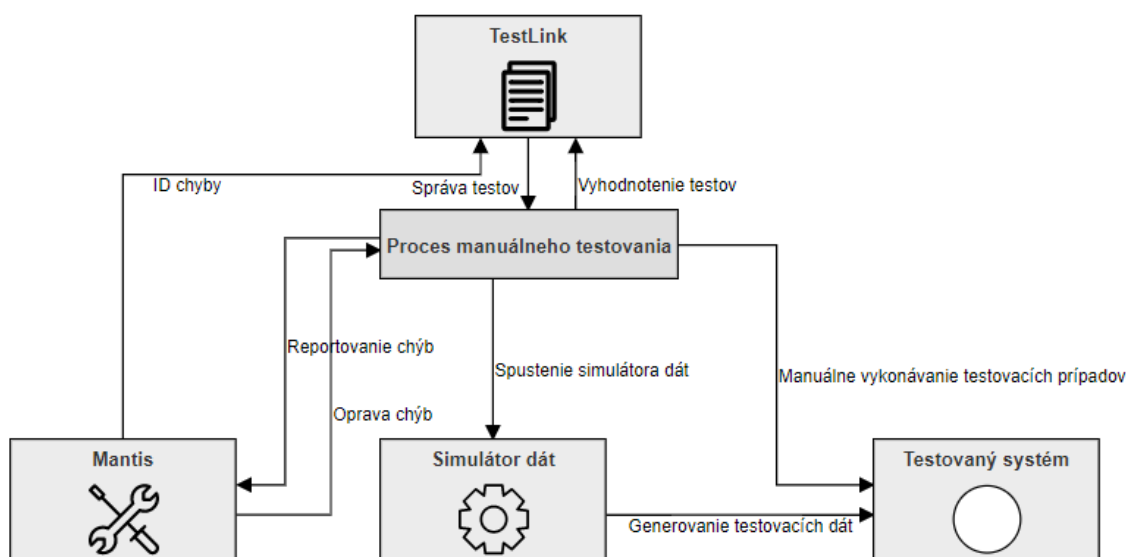 TestLink
ID chyby
Správa testov
Vyhodnotenie testov
Proces manuálneho testovania
Reportovanie chýb
Spustenie simulátora dát
Manuálne vykonávanie testovacích prípadov
Oprava chýb
Mantis
Simulátor dát
Testovaný systém
Generovanie testovacích dát